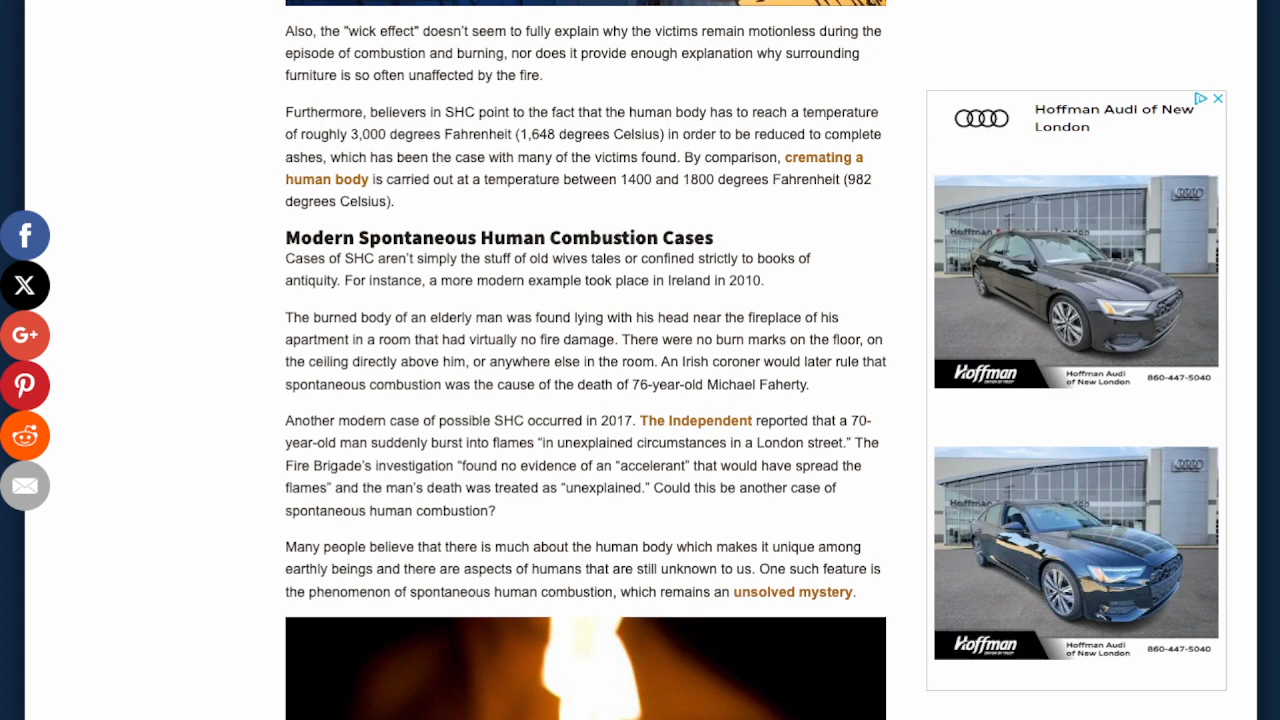 Also, the "wick effect" doesn’t seem to fully explain why the victims remain motionless during the
episode of combustion and burning, nor does it provide enough explanation why surrounding
furniture is so often unaffected by the fire.
Furthermore, believers in SHC point to the fact that the human body has to reach a temperature
of roughly 3,000 degrees Fahrenheit (1,648 degrees Celsius) in order to be reduced to complete
ashes, which has been the case with many of the victims found. By comparison, cremating a
human body is carried out at a temperature between 1400 and 1800 degrees Fahrenheit (982
degrees Celsius).
Modern Spontaneous Human Combustion Cases
Cases of SHC aren’t simply the stuff of old wives tales or confined strictly to books of
antiquity. For instance, a more modern example took place in Ireland in 2010.
The burned body of an elderly man was found lying with his head near the fireplace of his
apartment in a room that had virtually no fire damage. There were no burn marks on the floor, on
the ceiling directly above him, or anywhere else in the room. An Irish coroner would later rule that
spontaneous combustion was the cause of the death of 76-year-old Michael Faherty.
Another modern case of possible SHC occurred in 2017. The Independent reported that a 70-
year-old man suddenly burst into flames “in unexplained circumstances in a London street.” The
Fire Brigade’s investigation “found no evidence of an “accelerant” that would have spread the
flames” and the man’s death was treated as “unexplained.” Could this be another case of
spontaneous human combustion?
Many people believe that there is much about the human body which makes it unique among
earthly beings and there are aspects of humans that are still unknown to us. One such feature is
the phenomenon of spontaneous human combustion, which remains an unsolved mystery.
f
X
G+
Hoffman Audi of New
London
Hoffman
Hoffman
Hoffman Audi
of New London
860-447-5040
Hoffman
Hoffman
Hoffman Audi
of New London
860-447-5040